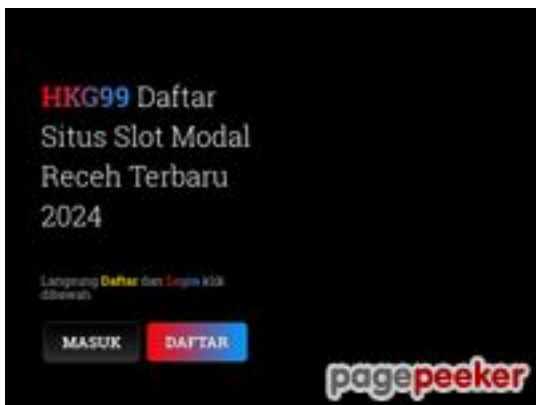 HKG99 Daftar
Situs Slot Modal
Receh Terbaru
2024
Langsung Daftar dan Login klik
dibawah
MASUK
DAFTAR
pagepeeker